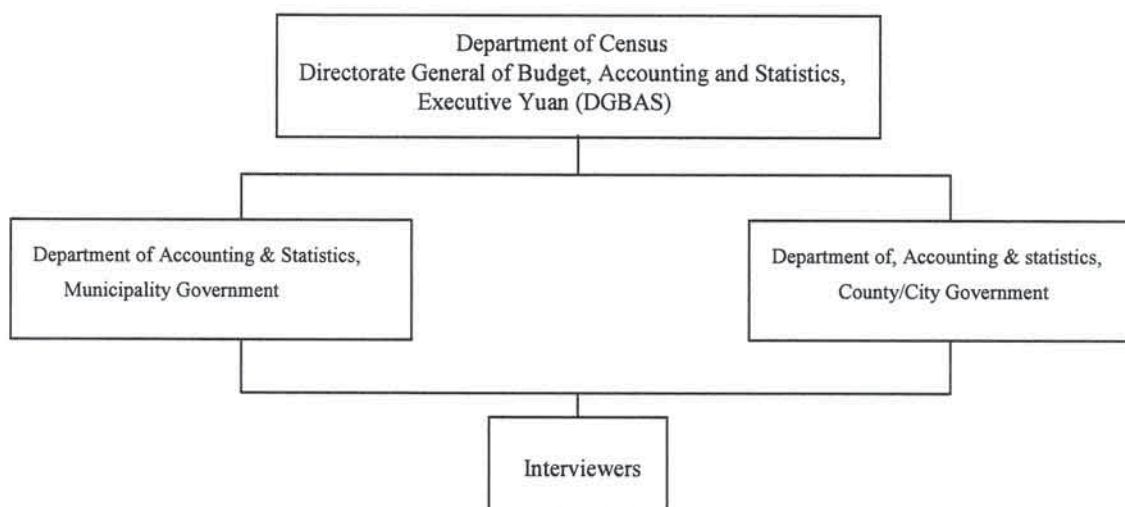 Department of Census
Directorate General of Budget, Accounting and Statistics,
Executive Yuan (DGBAS)
Department of Accounting & Statistics,
Municipality Government
Department of, Accounting & statistics,
County/City Government
Interviewers